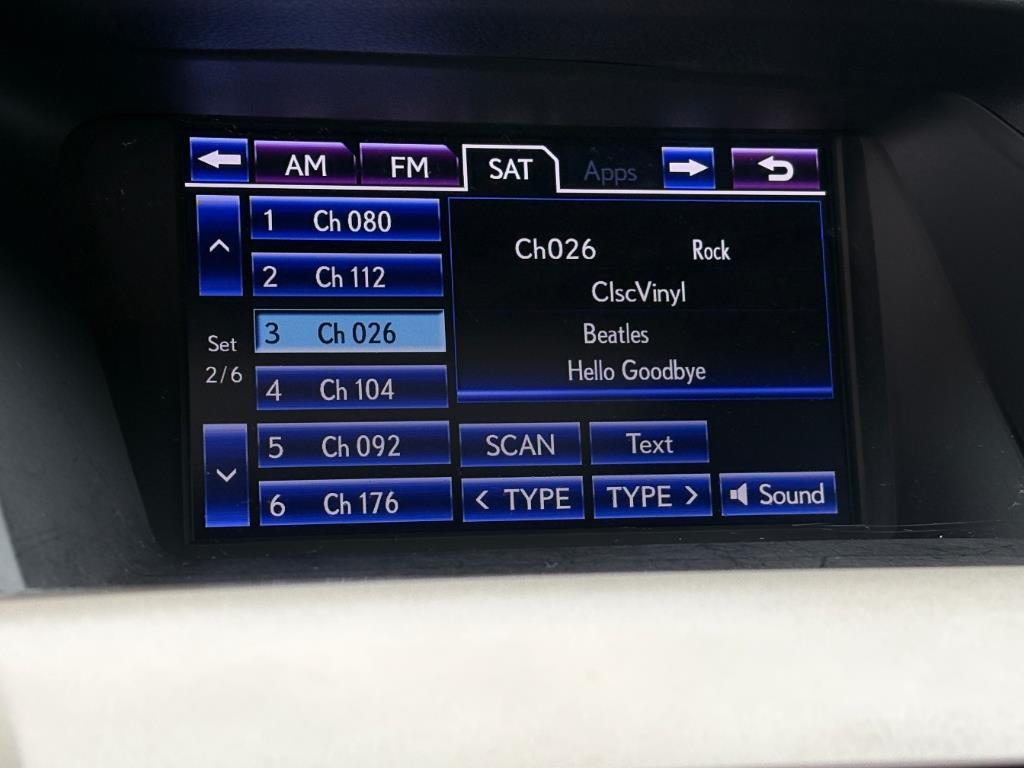 AM FM SAT Apps
1 Ch 080
2 Ch 112
3 Ch 026
4 Ch 104
5 Ch 092
6 Ch 176
Set
2/6
Ch026 Rock
ClscVinyl
Beatles
Hello Goodbye
SCAN Text
< TYPE TYPE > Sound